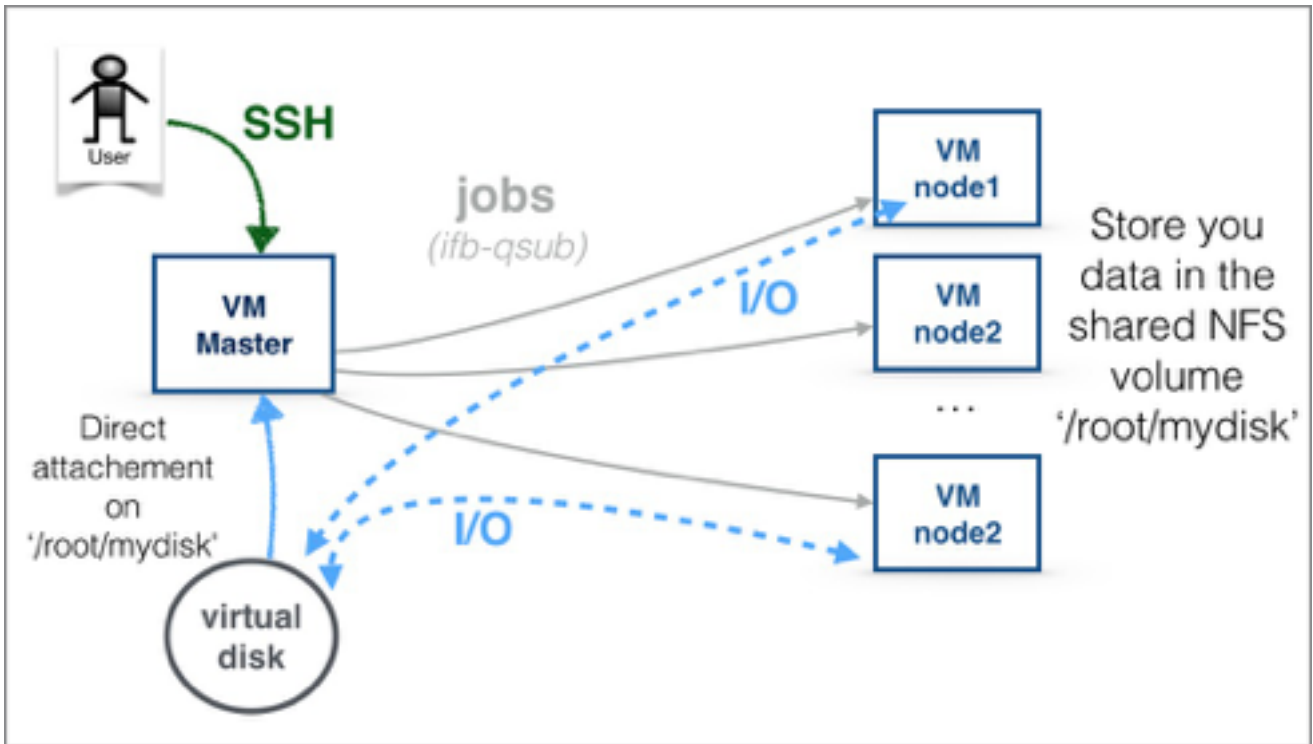 User
SSH
jobs
(ifb-qsub)
VM
Master
VM
node1
I/O
VM
node2
...
VM
node2
I/O
Store you
data in the
shared NFS
volume
‘/root/mydisk’
Direct
attachement
on
‘/root/mydisk’
virtual
disk